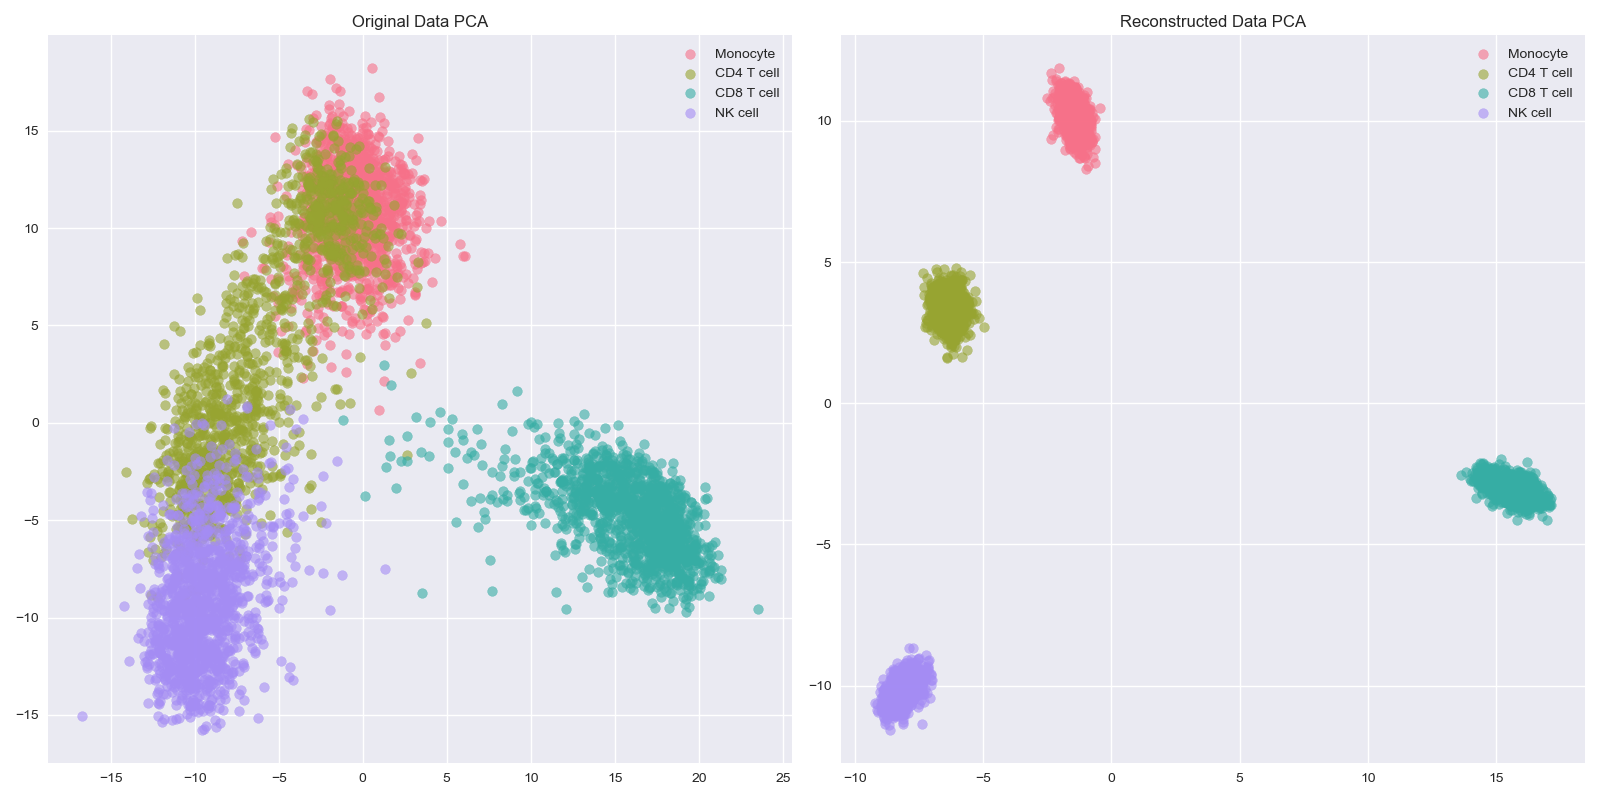 Original Data PCA
Monocyte
CD4 T cell
CD8 T cell
NK cell
15
10
5
0
−5
−10
−15
−15 −10 −5 0 5 10 15 20 25
Reconstructed Data PCA
Monocyte
CD4 T cell
CD8 T cell
NK cell
10
5
0
−5
−10
−10 −5 0 5 10 15